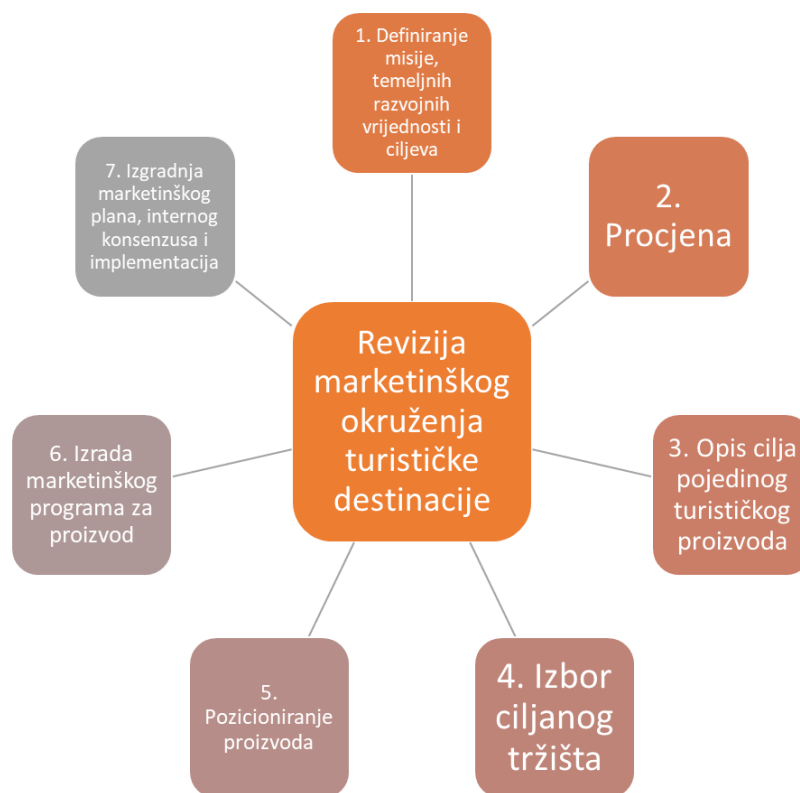 1. Definiranje
misije,
temeljnih
razvojnih
vrijednosti i
ciljeva
2.
Procjena
3. Opis cilja
pojedinog
turističkog
proizvoda
4. Izbor
ciljanog
tržišta
5.
Pozicioniranje
proizvoda
6. Izrada
marketinškog
programa za
proizvod
7. Izgradnja
marketinškog
plana, internog
konsenzusa i
implementacija
Revizija
marketinškog
okruženja
turističke
destinacije